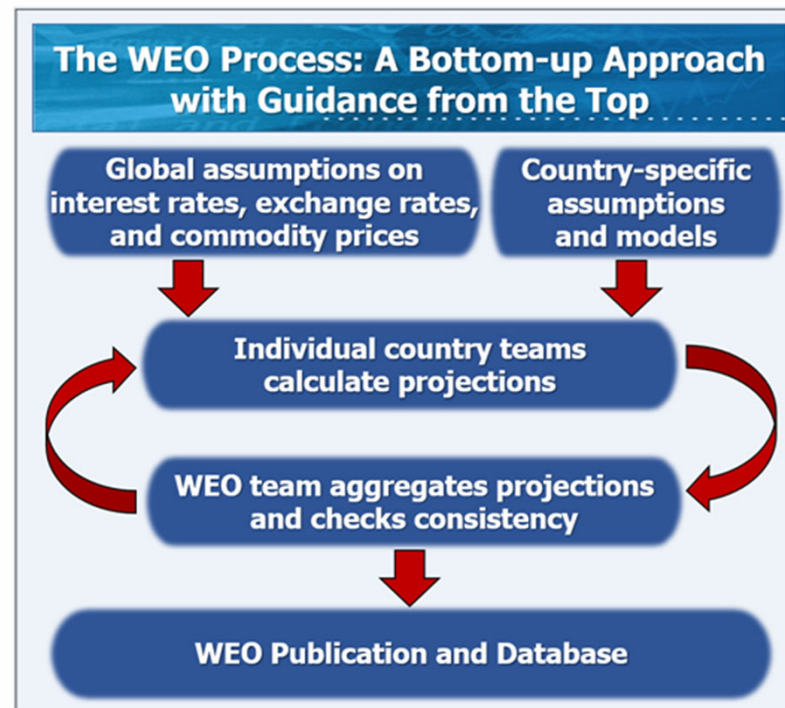 The WEO Process: A Bottom-up Approach
with Guidance from the Top
Global assumptions on
interest rates, exchange rates,
and commodity prices
Country-specific
assumptions
and models
Individual country teams
calculate projections
WEO team aggregates projections
and checks consistency
WEO Publication and Database